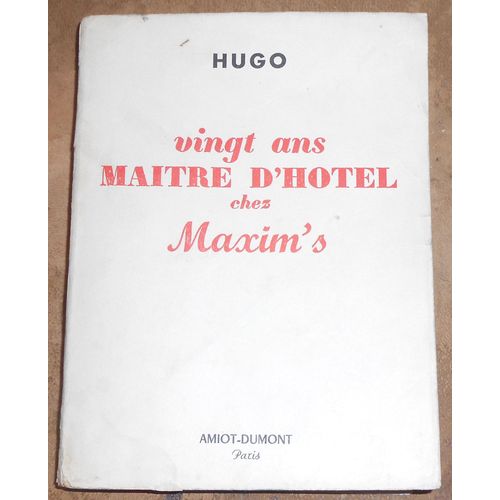 HUGO
vingt ans
MAITRE D'HOTEL
chez
Maxim's
AMIOT-DUMONT
Paris